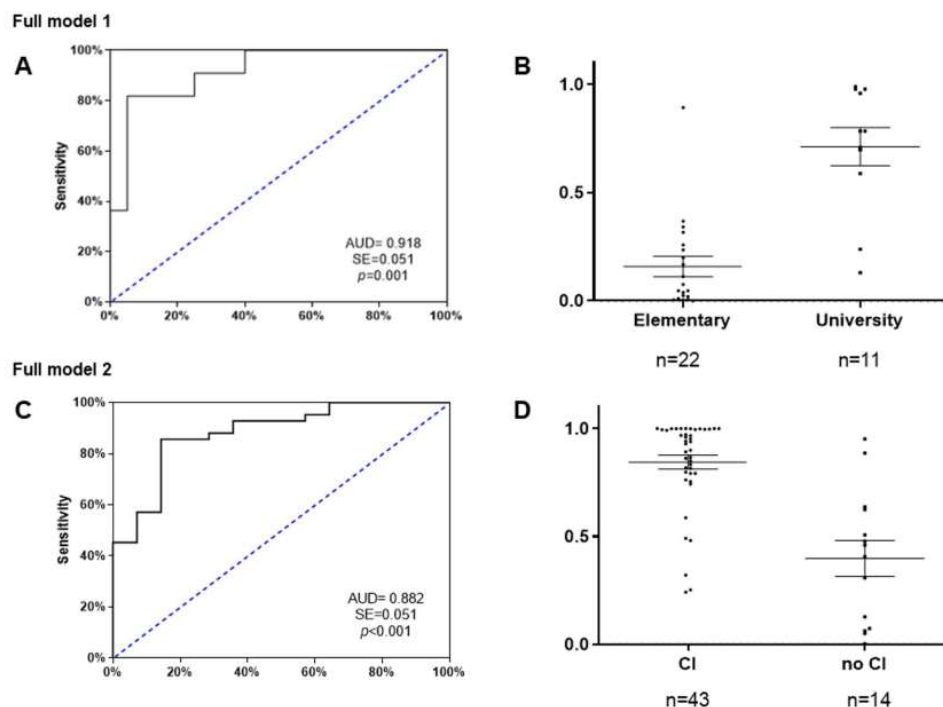 Full model 1
A
100%
80%
60%
40%
20%
0%
Sensitivity
AUD= 0.918
SE=0.051
p=0.001
0% 20% 40% 60% 80% 100%
B
1.0
0.5
0.0
Elementary University
n=22 n=11
Full model 2
C
100%
80%
60%
40%
20%
0%
Sensitivity
AUD= 0.882
SE=0.051
p<0.001
0% 20% 40% 60% 80% 100%
D
1.0
0.5
0.0
CI no CI
n=43 n=14